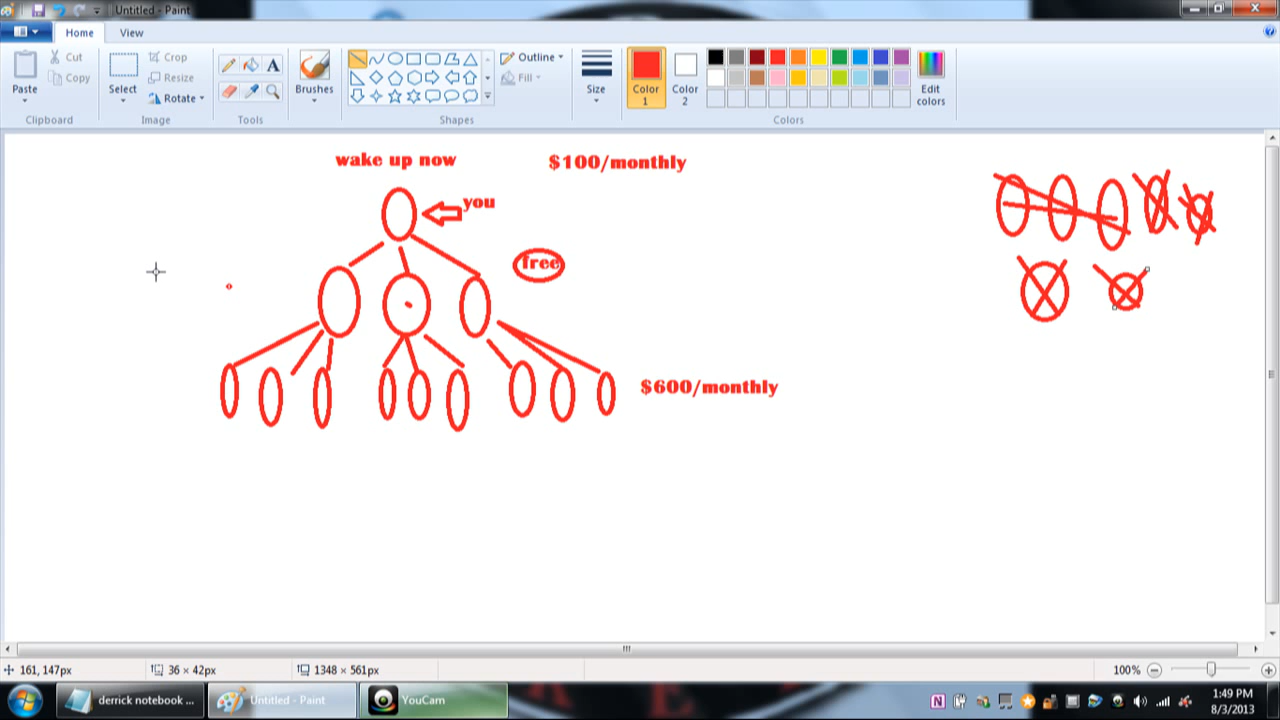 Untitled - Paint
Home
View
Paste
Cut
Copy
Clipboard
Select
Crop
Resize
Rotate
Image
Tools
Brushes
Shapes
Outline
Fill
Size
Color 1
Color 2
Edit colors
Colors
wake up now
$100/monthly
you
free
$600/monthly
161, 147px
36 × 42px
1348 × 561px
100%
derrick notebook ...
Untitled - Paint
YouCam
1:49 PM
8/3/2013